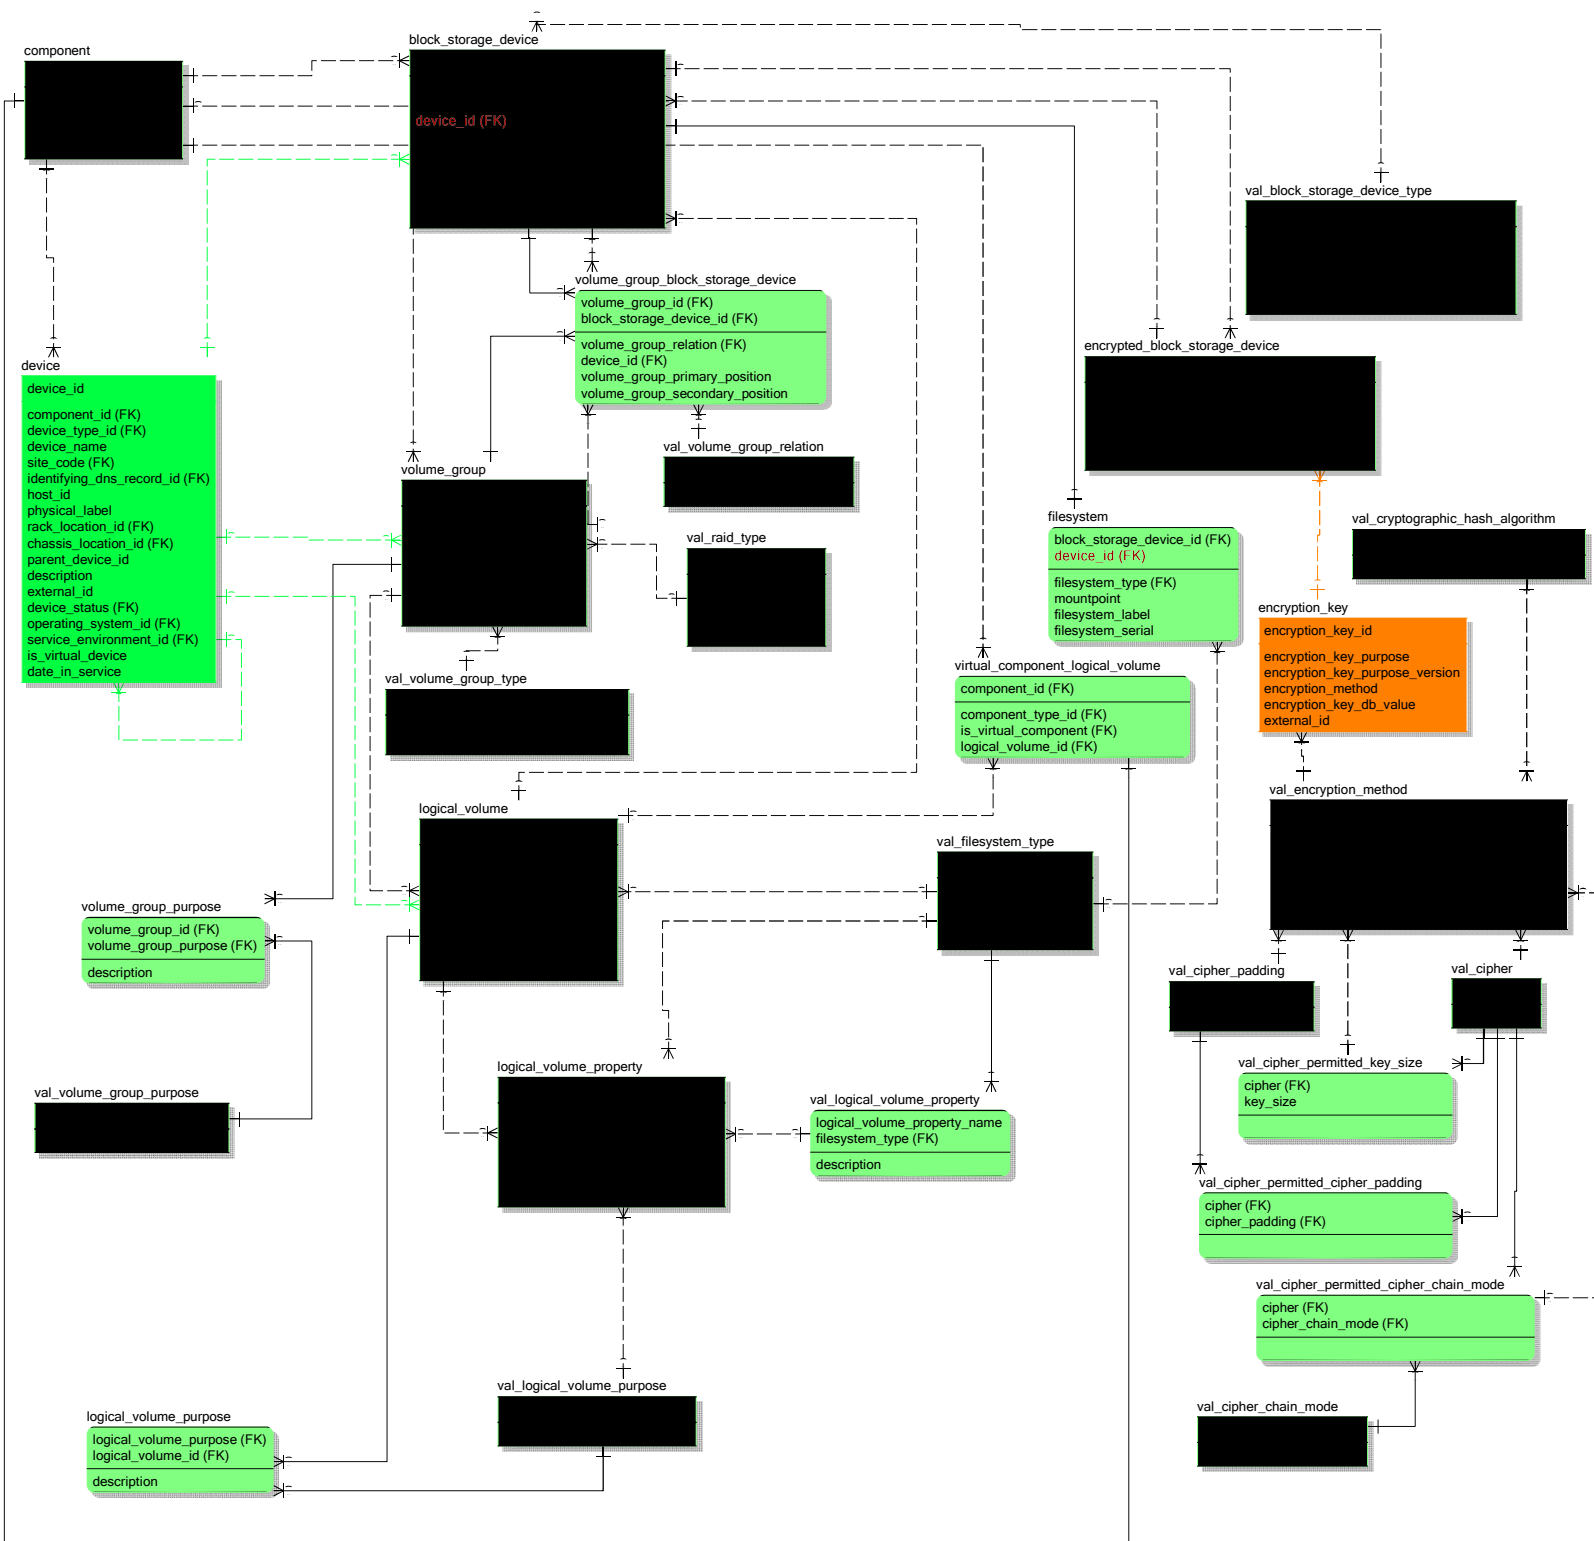 component
block_storage_device
device_id (FK)
val_block_storage_device_type
volume_group_block_storage_device
volume_group_id (FK)
block_storage_device_id (FK)
volume_group_relation (FK)
device_id (FK)
volume_group_primary_position
volume_group_secondary_position
encrypted_block_storage_device
device
device_id
component_id (FK)
device_type_id (FK)
device_name
site_code (FK)
identifying_dns_record_id (FK)
host_id
physical_label
rack_location_id (FK)
chassis_location_id (FK)
parent_device_id
description
external_id
device_status (FK)
operating_system_id (FK)
service_environment_id (FK)
is_virtual_device
date_in_service
val_volume_group_relation
volume_group
val_raid_type
filesystem
block_storage_device_id (FK)
device_id (FK)
filesystem_type (FK)
mountpoint
filesystem_label
filesystem_serial
val_cryptographic_hash_algorithm
encryption_key
encryption_key_id
encryption_key_purpose
encryption_key_purpose_version
encryption_method
encryption_key_db_value
external_id
val_volume_group_type
virtual_component_logical_volume
component_id (FK)
component_type_id (FK)
is_virtual_component (FK)
logical_volume_id (FK)
val_encryption_method
logical_volume
val_filesystem_type
volume_group_purpose
volume_group_id (FK)
volume_group_purpose (FK)
description
val_cipher_padding
val_cipher
val_volume_group_purpose
logical_volume_property
val_logical_volume_property
logical_volume_property_name
filesystem_type (FK)
description
val_cipher_permitted_key_size
cipher (FK)
key_size
val_cipher_permitted_cipher_padding
cipher (FK)
cipher_padding (FK)
val_cipher_permitted_cipher_chain_mode
cipher (FK)
cipher_chain_mode (FK)
val_logical_volume_purpose
val_cipher_chain_mode
logical_volume_purpose
logical_volume_purpose (FK)
logical_volume_id (FK)
description